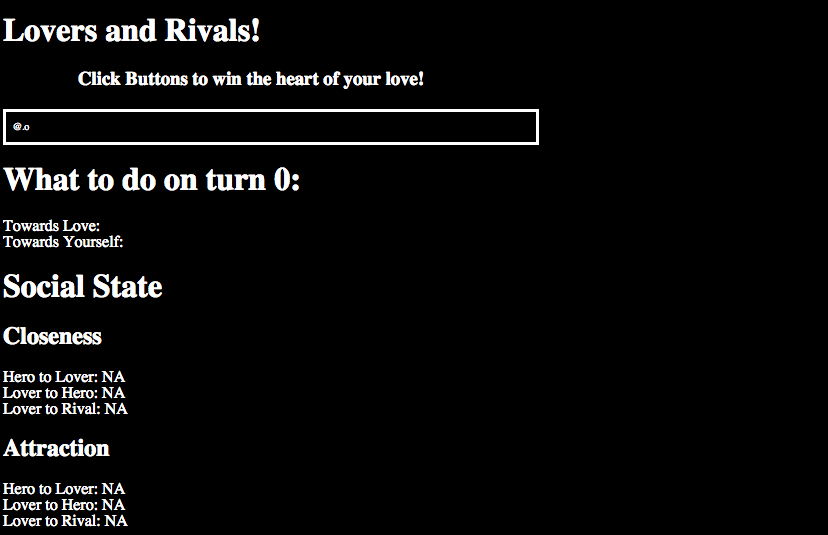 Lovers and Rivals!
Click Buttons to win the heart of your love!
@.o
What to do on turn 0:
Towards Love:
Towards Yourself:
Social State
Closeness
Hero to Lover: NA
Lover to Hero: NA
Lover to Rival: NA
Attraction
Hero to Lover: NA
Lover to Hero: NA
Lover to Rival: NA